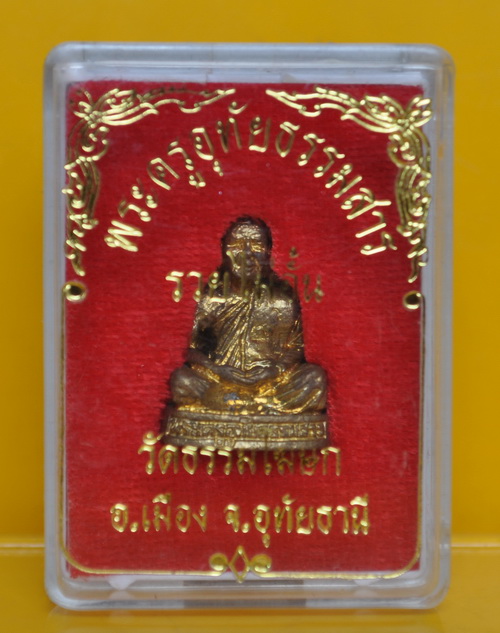 พระครูอุทัยธรรมสาร
วัดธรรมโฆษก
อ.เมือง จ.อุทัยธานี